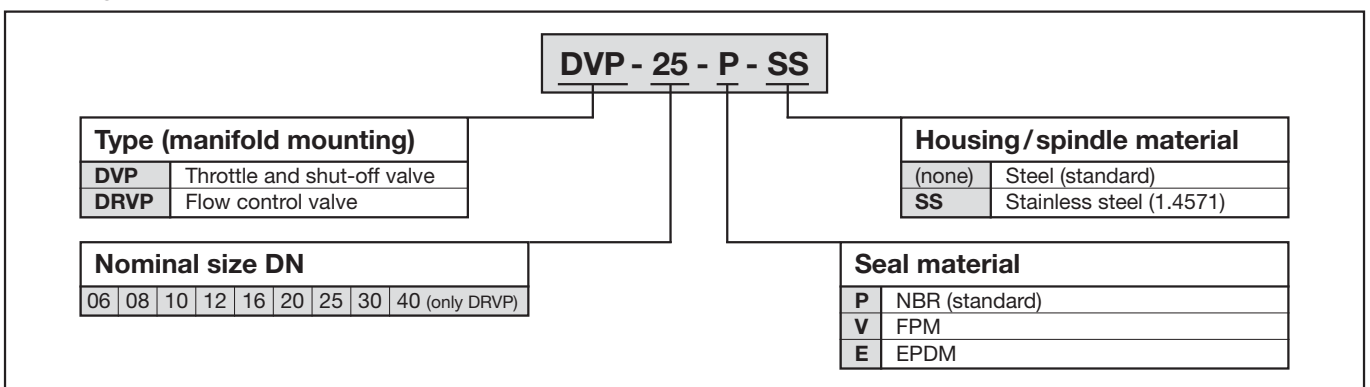 DVP - 25 - P - SS
Type (manifold mounting)
DVP Throttle and shut-off valve
DRVP Flow control valve
Housing/spindle material
(none) Steel (standard)
SS Stainless steel (1.4571)
Nominal size DN
06 08 10 12 16 20 25 30 40 (only DRVP)
Seal material
P NBR (standard)
V FPM
E EPDM